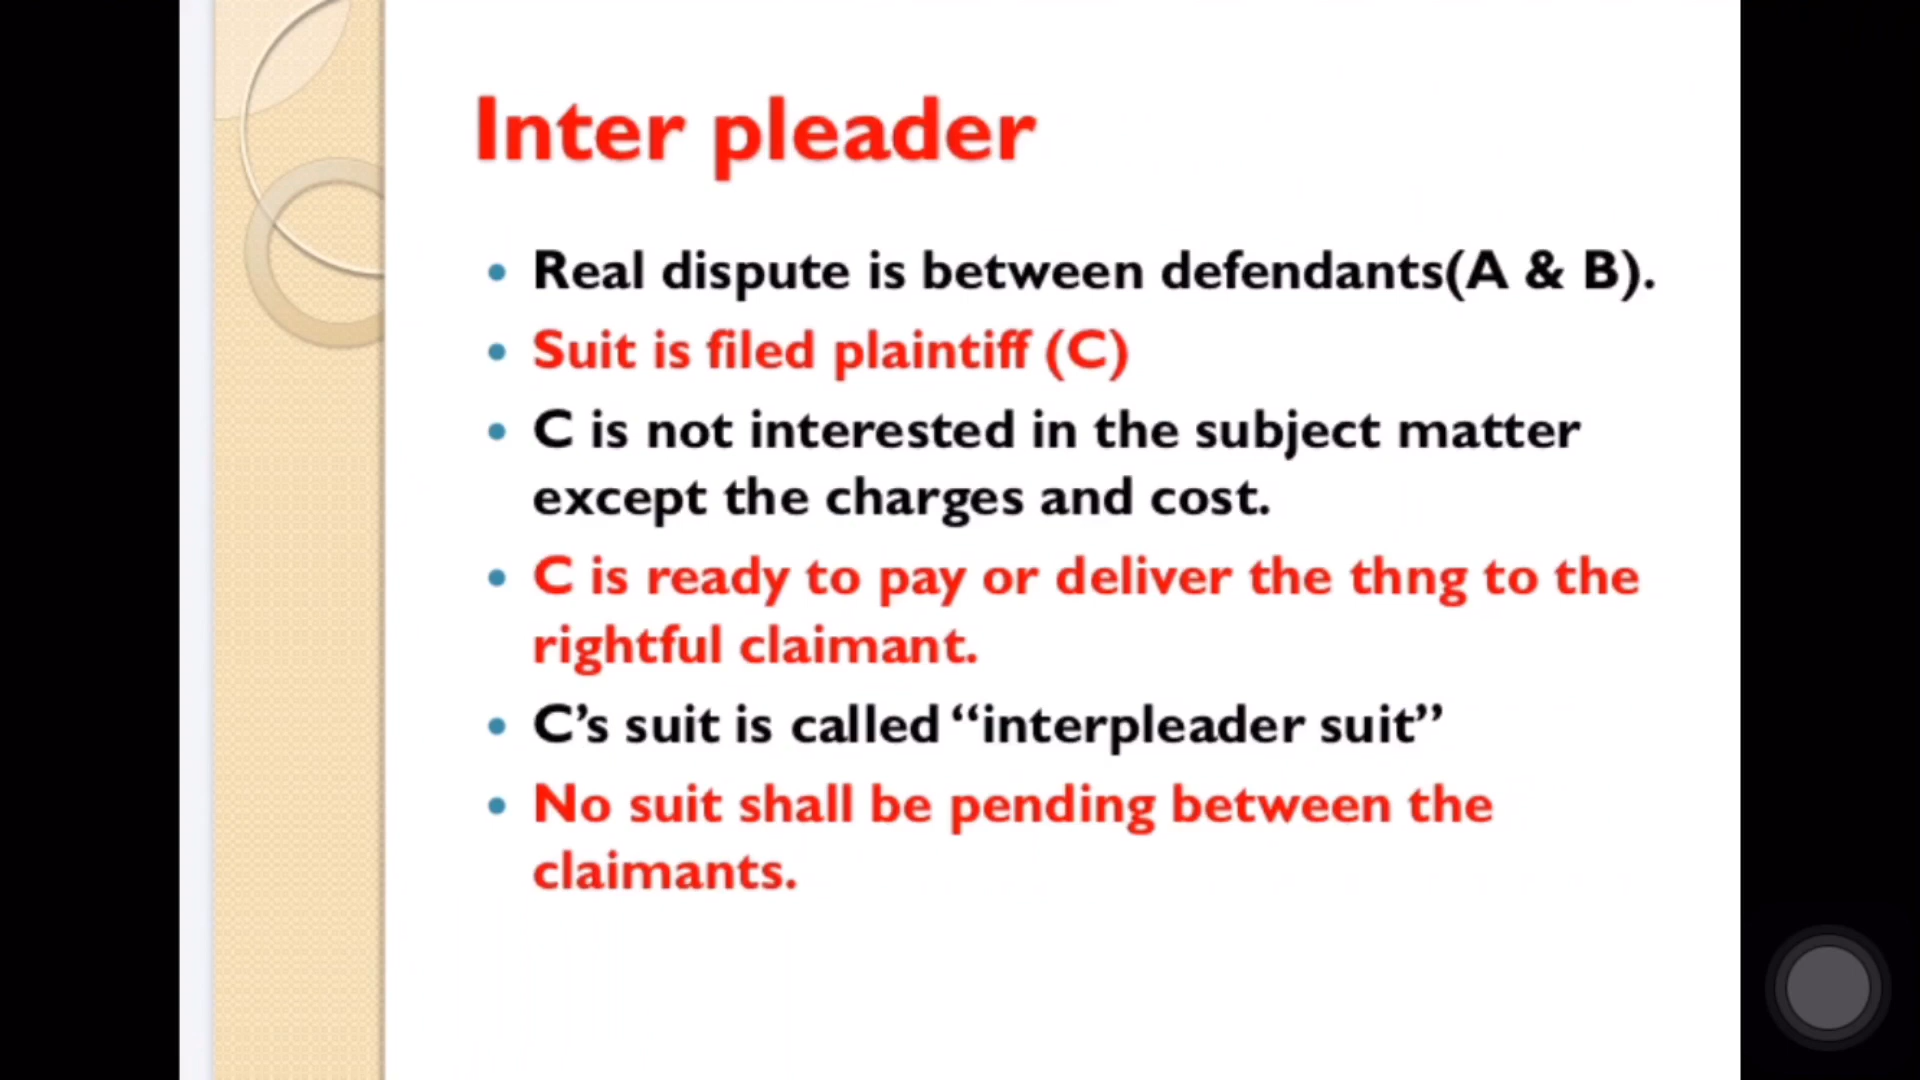 Inter pleader
• Real dispute is between defendants(A & B).
• Suit is filed plaintiff (C)
• C is not interested in the subject matter
except the charges and cost.
• C is ready to pay or deliver the thng to the
rightful claimant.
• C’s suit is called “interpleader suit”
• No suit shall be pending between the
claimants.